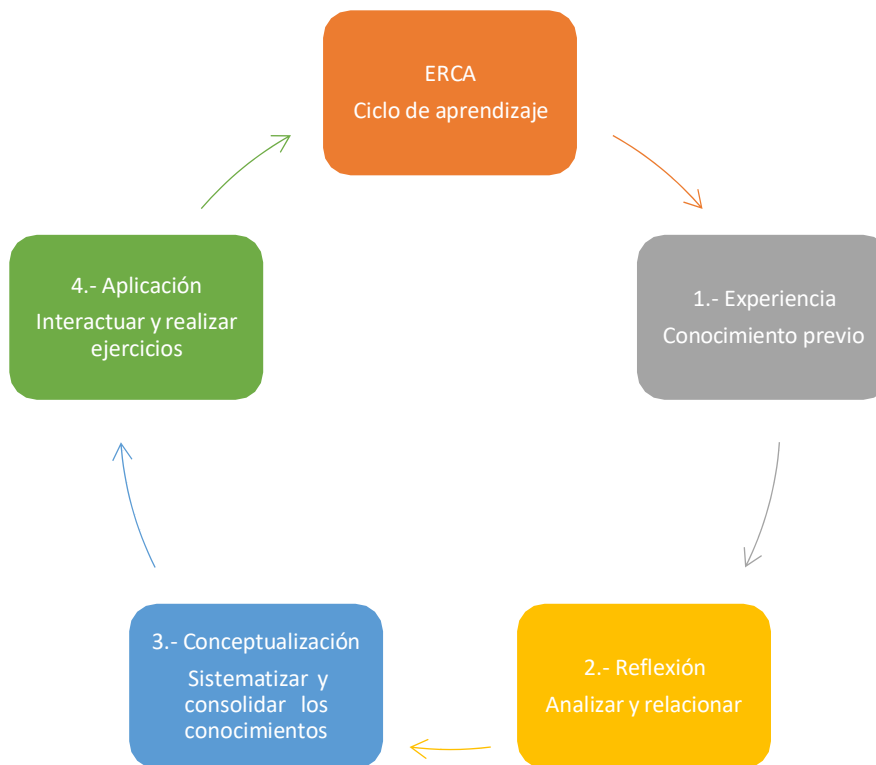 ERCA
Ciclo de aprendizaje
1.- Experiencia
Conocimiento previo
2.- Reflexión
Analizar y relacionar
3.- Conceptualización
Sistematizar y
consolidar los
conocimientos
4.- Aplicación
Interactuar y realizar
ejercicios